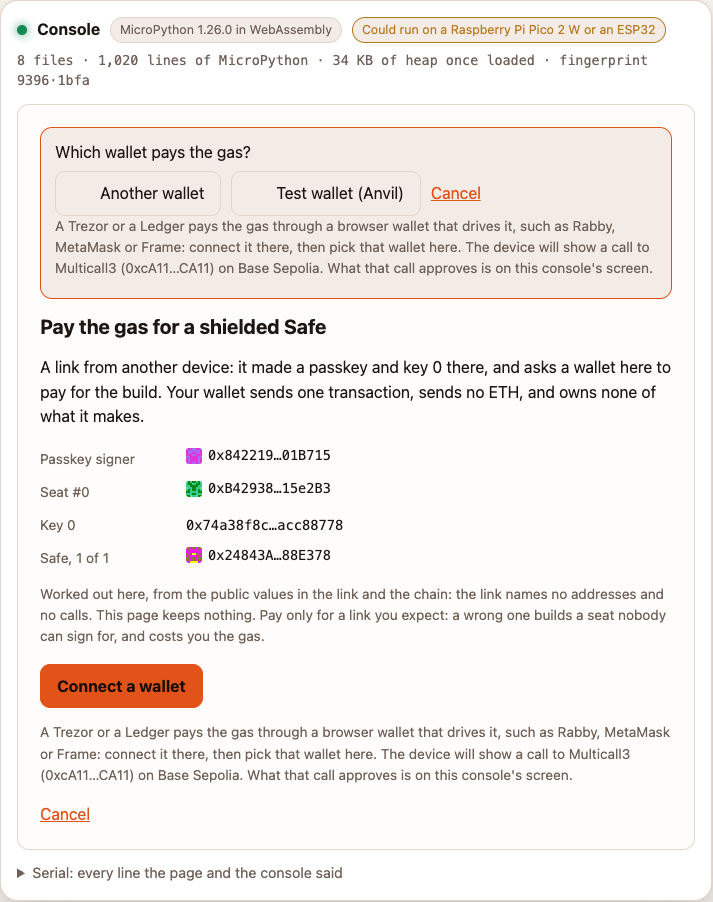 Console
MicroPython 1.26.0 in WebAssembly
Could run on a Raspberry Pi Pico 2 W or an ESP32
8 files · 1,020 lines of MicroPython · 34 KB of heap once loaded · fingerprint
9396·1bfa
Which wallet pays the gas?
Another wallet
Test wallet (Anvil)
Cancel
A Trezor or a Ledger pays the gas through a browser wallet that drives it, such as Rabby,
MetaMask or Frame: connect it there, then pick that wallet here. The device will show a call to
Multicall3 (0xcA11…CA11) on Base Sepolia. What that call approves is on this console's screen.
Pay the gas for a shielded Safe
A link from another device: it made a passkey and key 0 there, and asks a wallet here to
pay for the build. Your wallet sends one transaction, sends no ETH, and owns none of
what it makes.
Passkey signer 0x842219…01B715
Seat #0 0xB42938…15e2B3
Key 0 0x74a38f8c…acc88778
Safe, 1 of 1 0x24843A…88E378
Worked out here, from the public values in the link and the chain: the link names no addresses and
no calls. This page keeps nothing. Pay only for a link you expect: a wrong one builds a seat nobody
can sign for, and costs you the gas.
Connect a wallet
A Trezor or a Ledger pays the gas through a browser wallet that drives it, such as Rabby, MetaMask
or Frame: connect it there, then pick that wallet here. The device will show a call to Multicall3
(0xcA11…CA11) on Base Sepolia. What that call approves is on this console's screen.
Cancel
Serial: every line the page and the console said